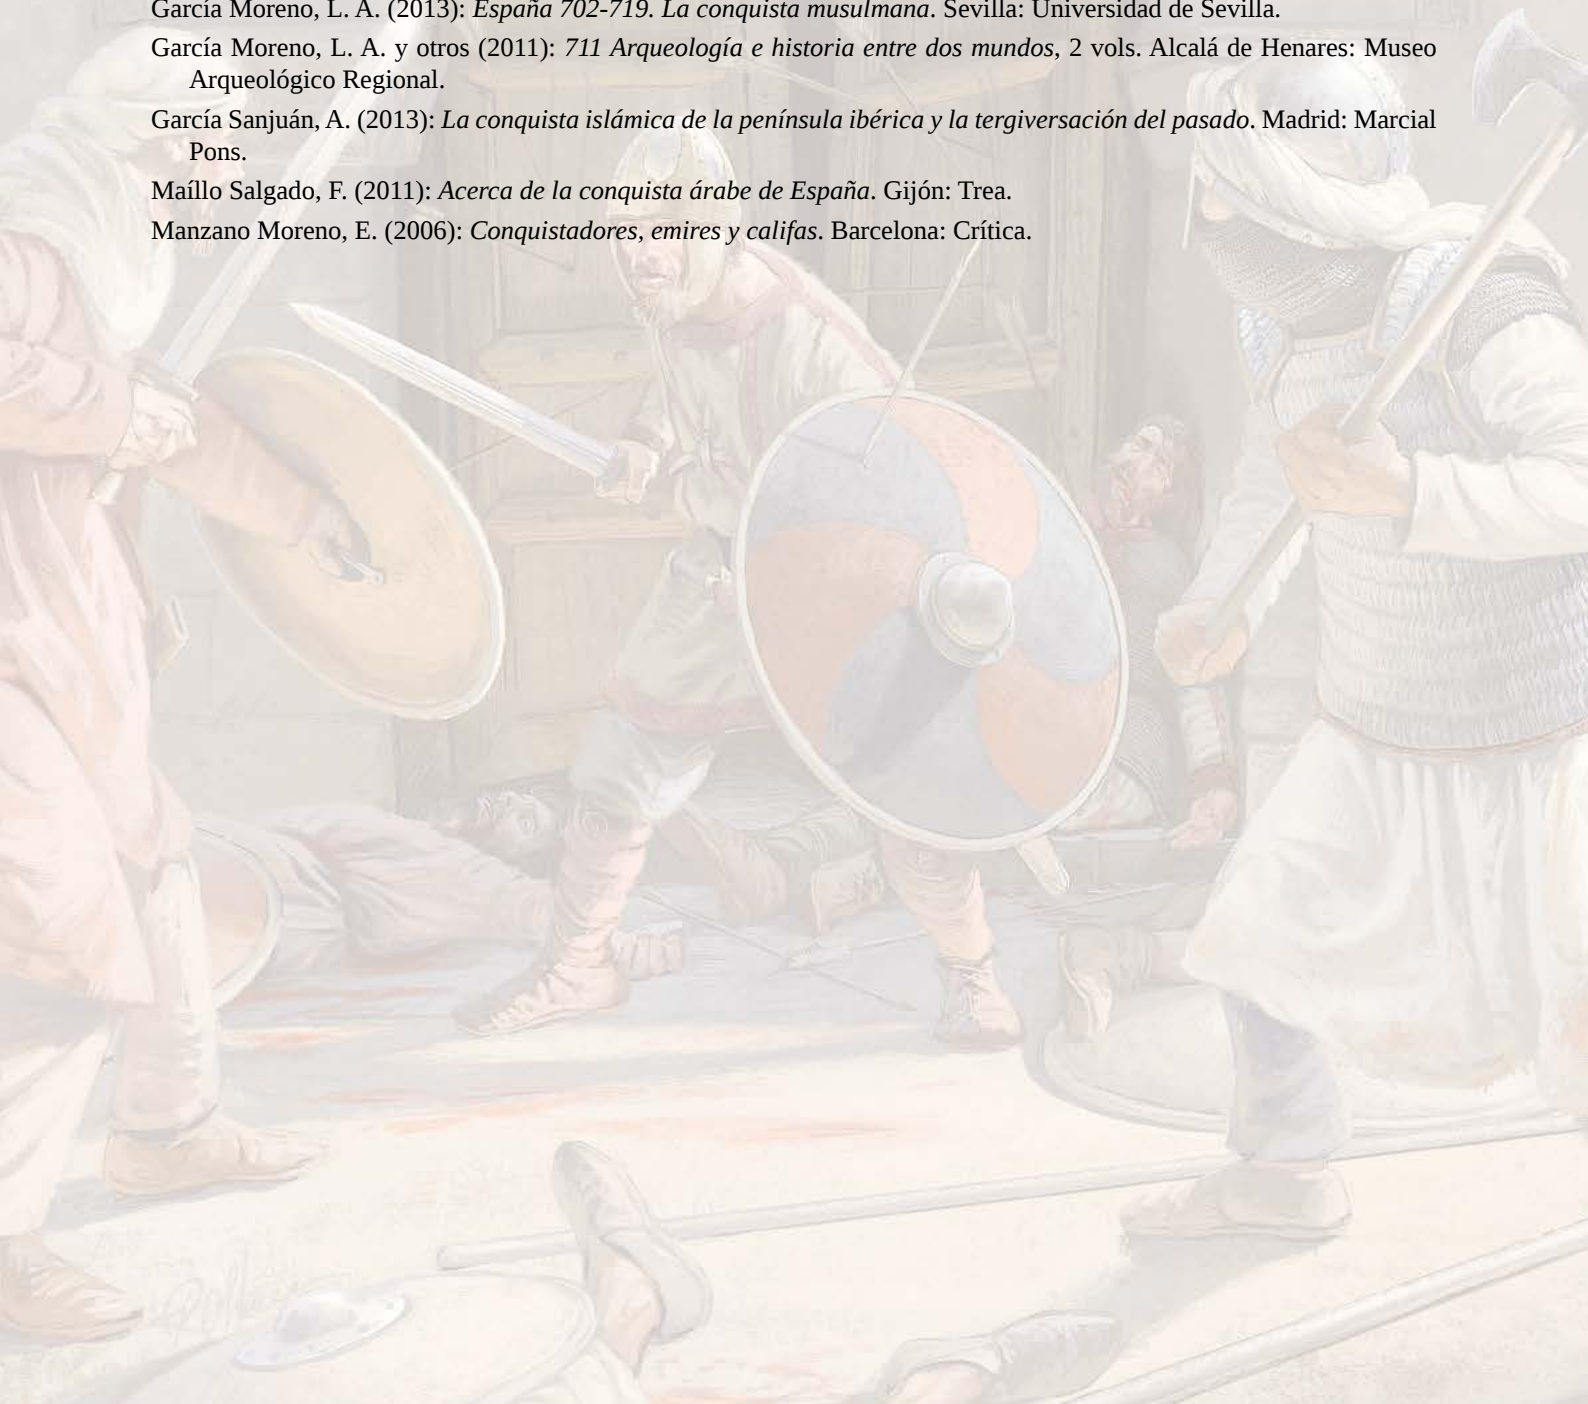 García Moreno, L. A. (2013): España 702-719. La conquista musulmana. Sevilla: Universidad de Sevilla.
García Moreno, L. A. y otros (2011): 711 Arqueología e historia entre dos mundos, 2 vols. Alcalá de Henares: Museo
Arqueológico Regional.
García Sanjuán, A. (2013): La conquista islámica de la península ibérica y la tergiversación del pasado. Madrid: Marcial
Pons.
Maíllo Salgado, F. (2011): Acerca de la conquista árabe de España. Gijón: Trea.
Manzano Moreno, E. (2006): Conquistadores, emires y califas. Barcelona: Crítica.